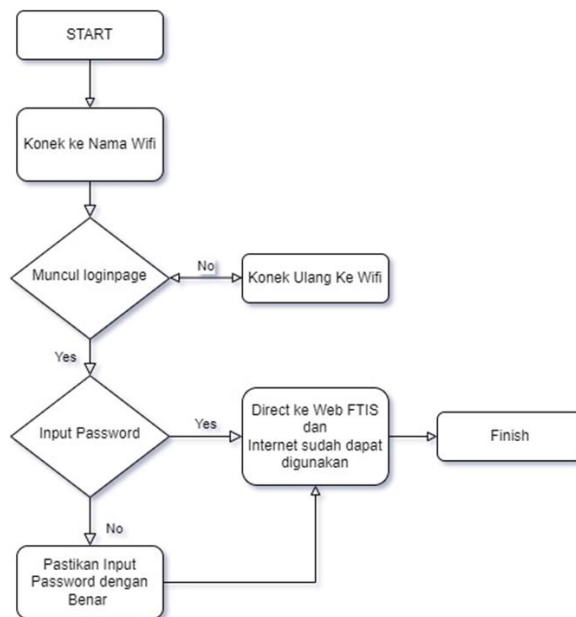 START
Konek ke Nama Wifi
Muncul loginpage
No
Konek Ulang Ke Wifi
Yes
Input Password
Yes
Direct ke Web FTIS
dan
Internet sudah dapat
digunakan
Finish
No
Pastikan Input
Password dengan
Benar